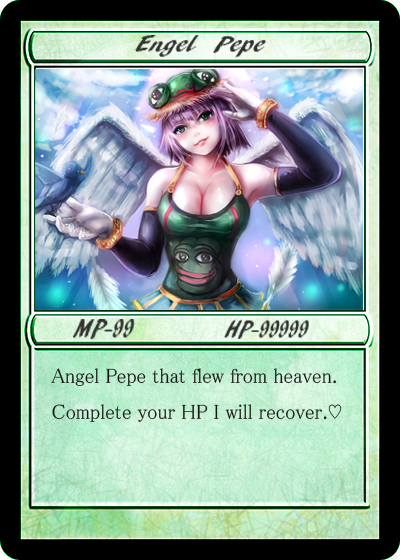 Engel Pepe
MP-99 HP-99999
Angel Pepe that flew from heaven.
Complete your HP I will recover.♡